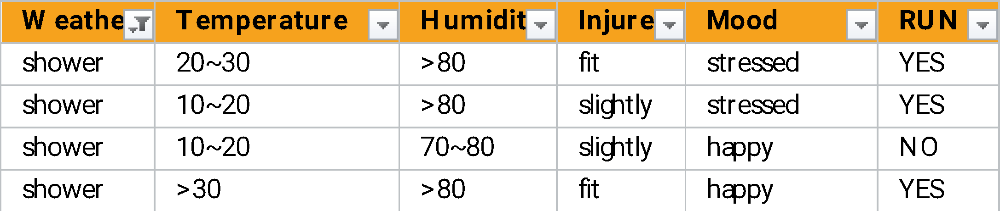 Weathe Temperature Humidit Injure Mood RUN
shower 20~30 >80 fit stressed YES
shower 10~20 >80 slightly stressed YES
shower 10~20 70~80 slightly happy NO
shower >30 >80 fit happy YES